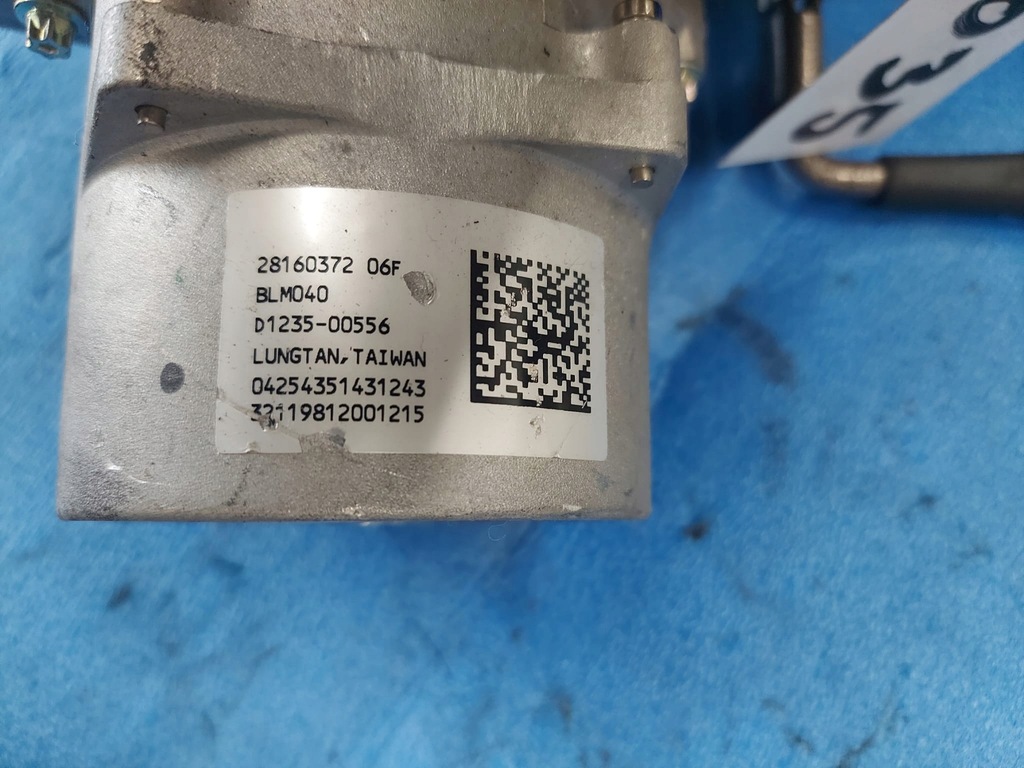 28160372 06F
BLM040
D1235-00556
LUNGTAN, TAIWAN
04254351431243
32119812001215